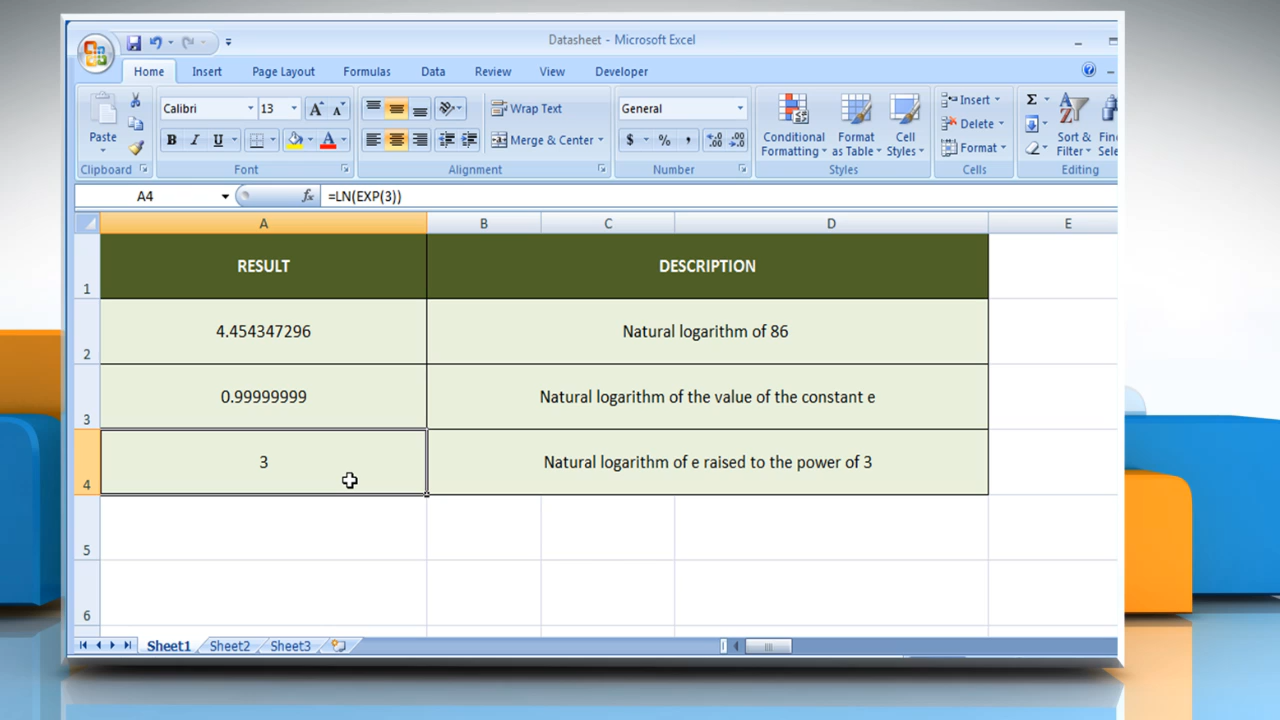 Datasheet - Microsoft Excel
Home Insert Page Layout Formulas Data Review View Developer
Calibri 13 Wrap Text General Insert Σ
Paste B I U A Merge & Center $ % , Conditional Formatting Format as Table Cell Styles Delete Format Sort & Filter
Clipboard Font Alignment Number Styles Cells Editing
A4 fx =LN(EXP(3))
A B C D E
1 RESULT DESCRIPTION
2 4.454347296 Natural logarithm of 86
3 0.99999999 Natural logarithm of the value of the constant e
4 3 Natural logarithm of e raised to the power of 3
5
6
Sheet1 Sheet2 Sheet3